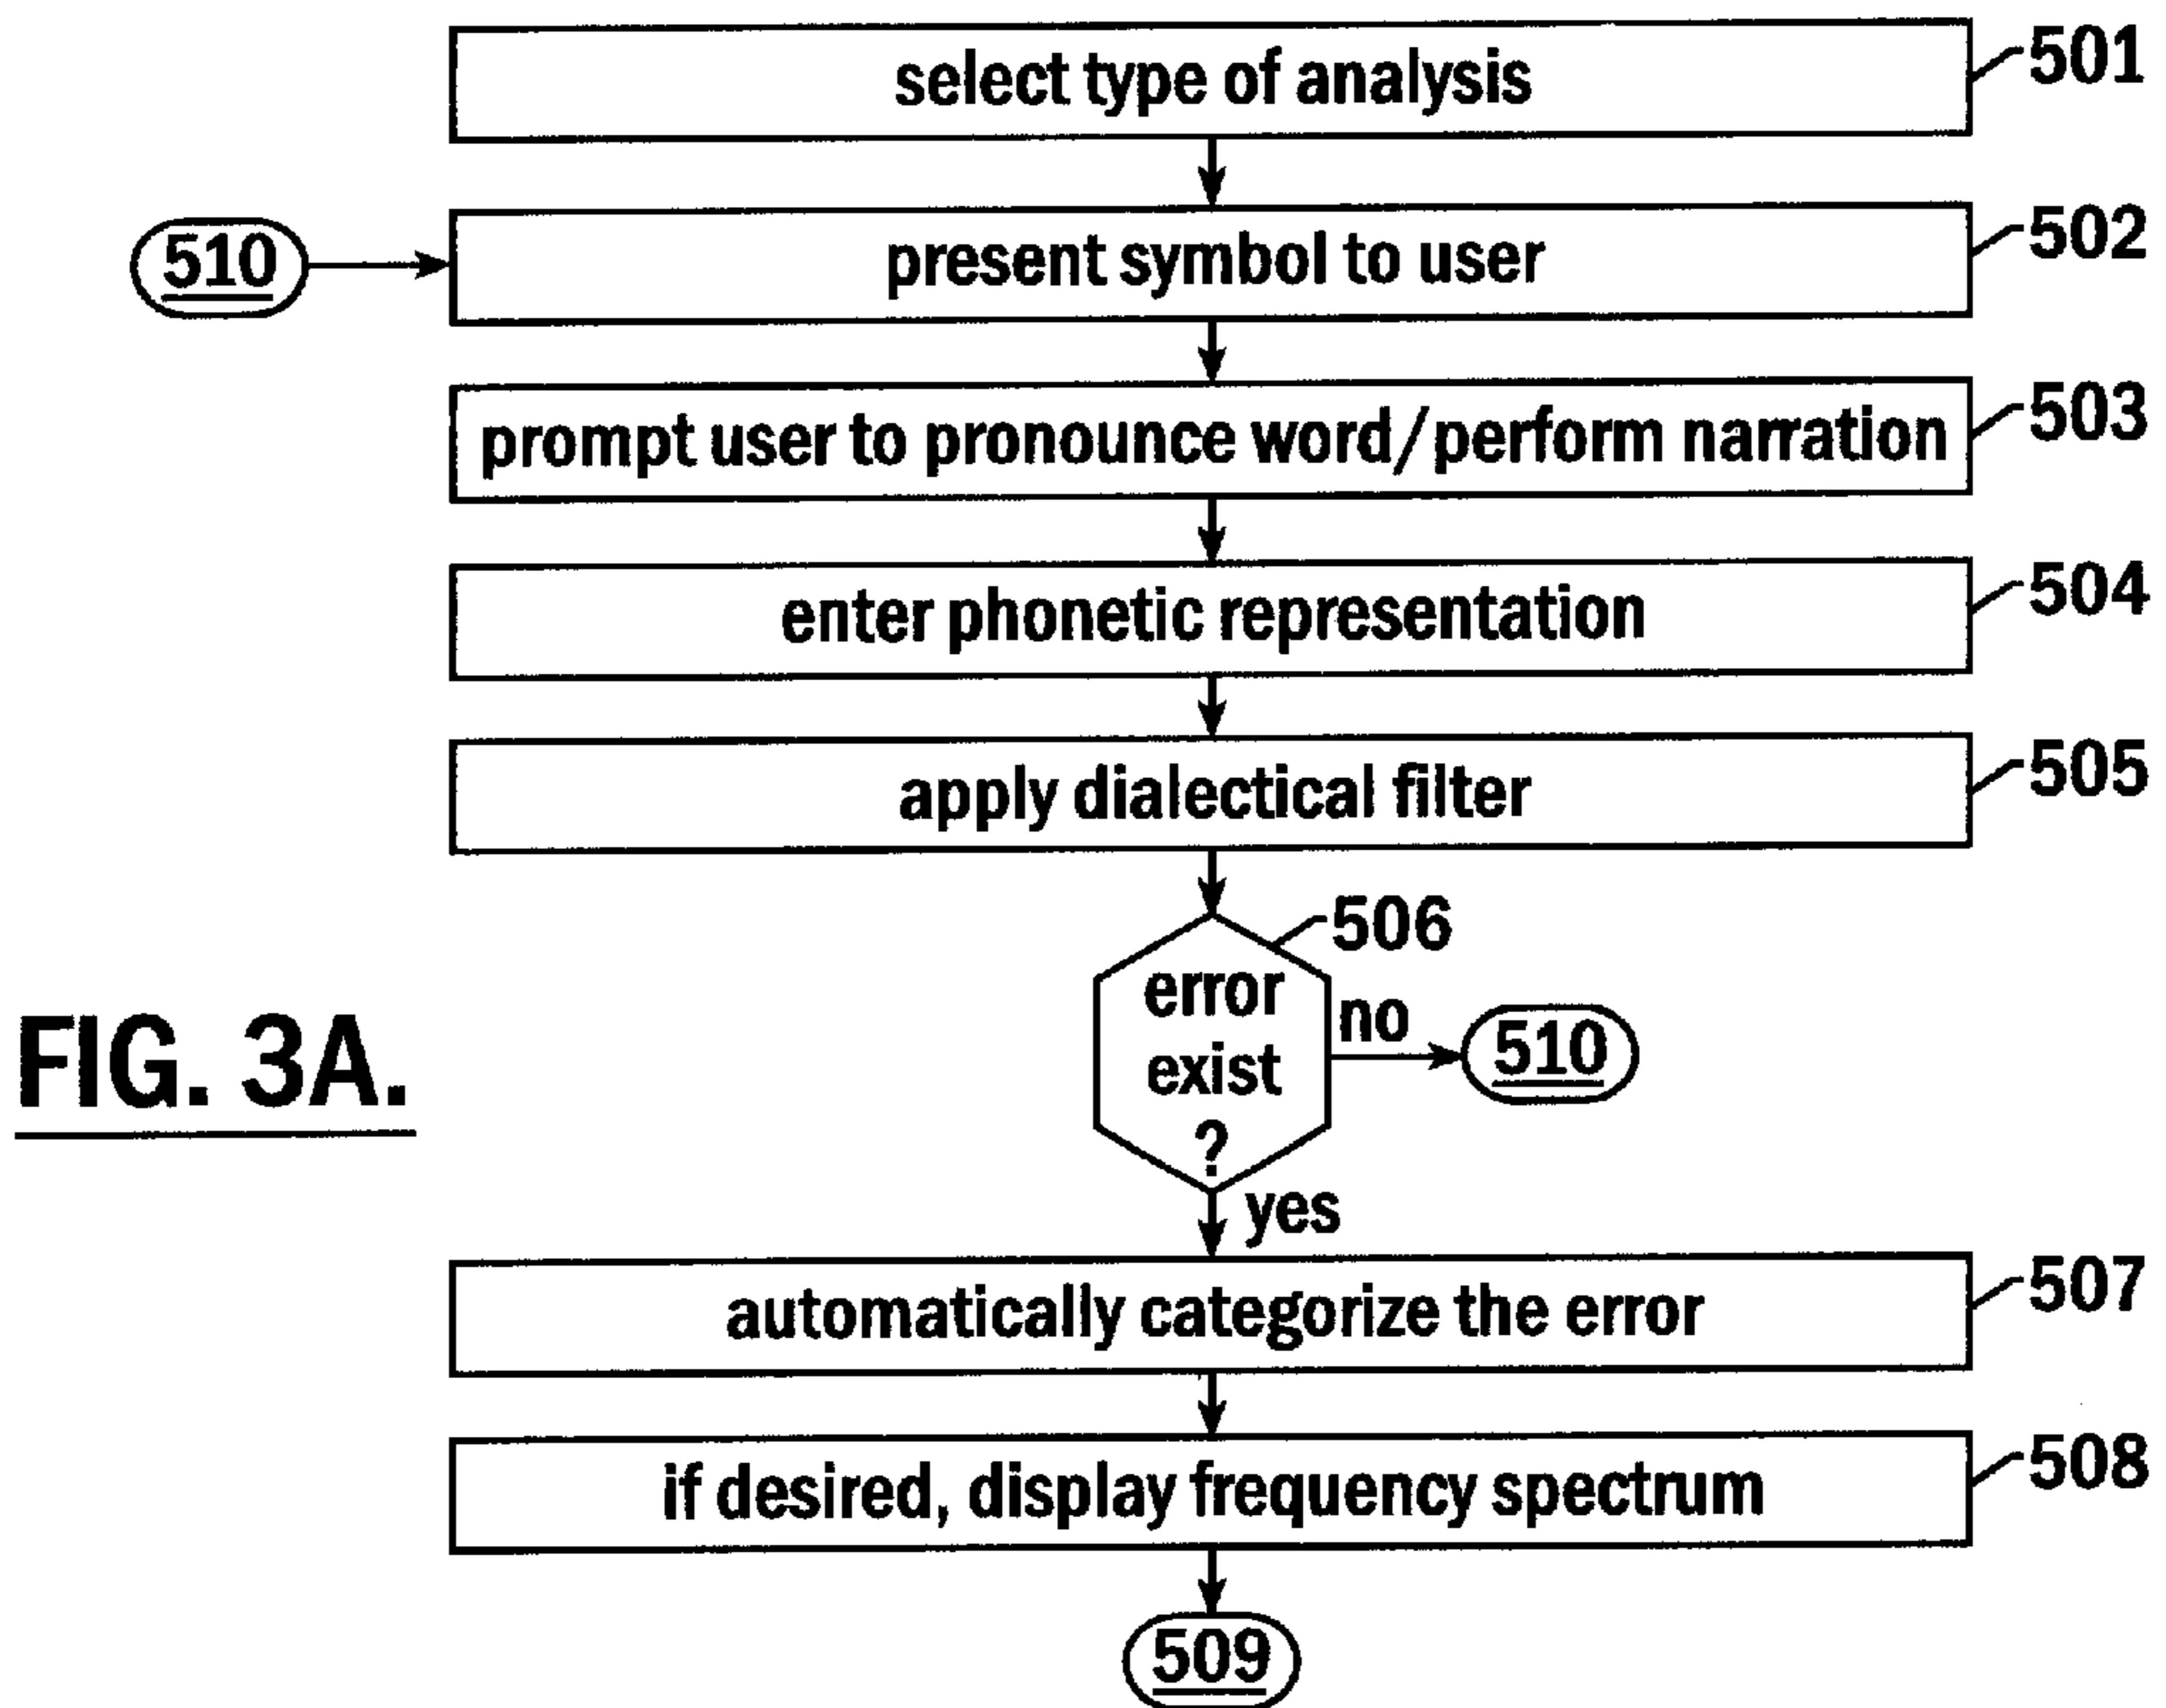 select type of analysis
501
510
present symbol to user
502
prompt user to pronounce word/perform narration
503
enter phonetic representation
504
apply dialectical filter
505
506
error
exist
?
no
510
FIG. 3A.
yes
automatically categorize the error
507
if desired, display frequency spectrum
508
509